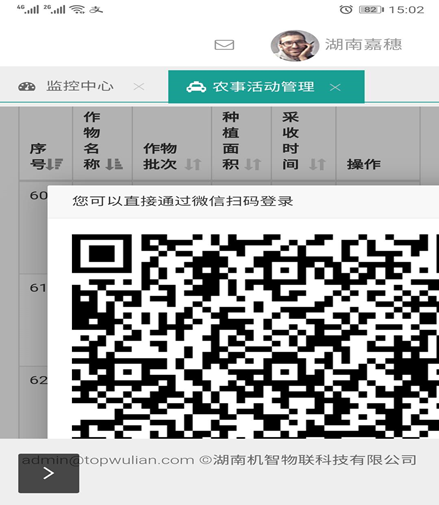 4G 2G 82 15:02
湖南嘉穗
监控中心 × 农事活动管理 ×
序号 作物名称 作物批次 种植面积 采收时间 操作
60
您可以直接通过微信扫码登录
61
62
admin@topwulian.com ©湖南机智物联科技有限公司